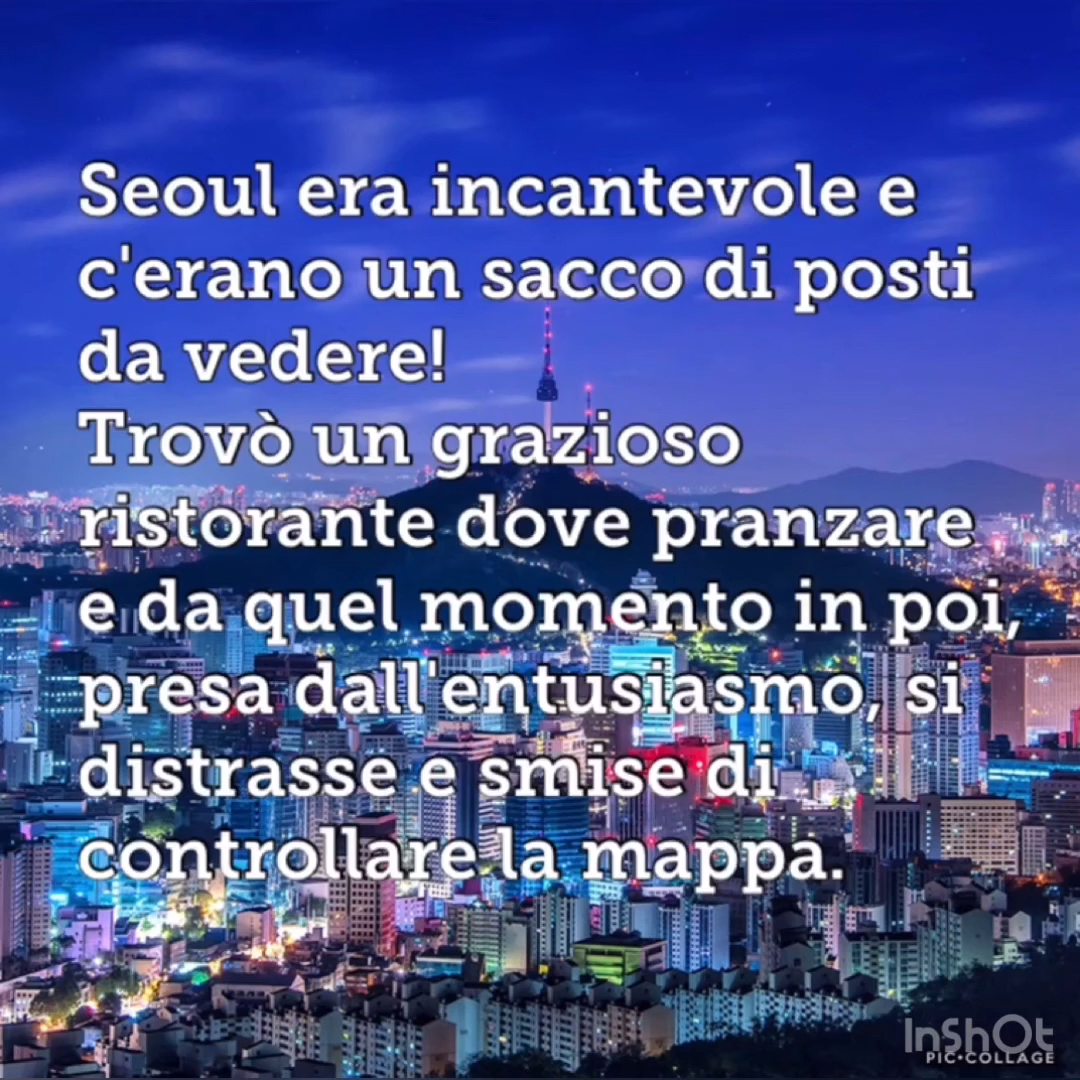 Seoul era incantevole e
c'erano un sacco di posti
da vedere!
Trovò un grazioso
ristorante dove pranzare
e da quel momento in poi,
presa dall'entusiasmo, si
distrasse e smise di
controllare la mappa.
InShOt
PIC•COLLAGE